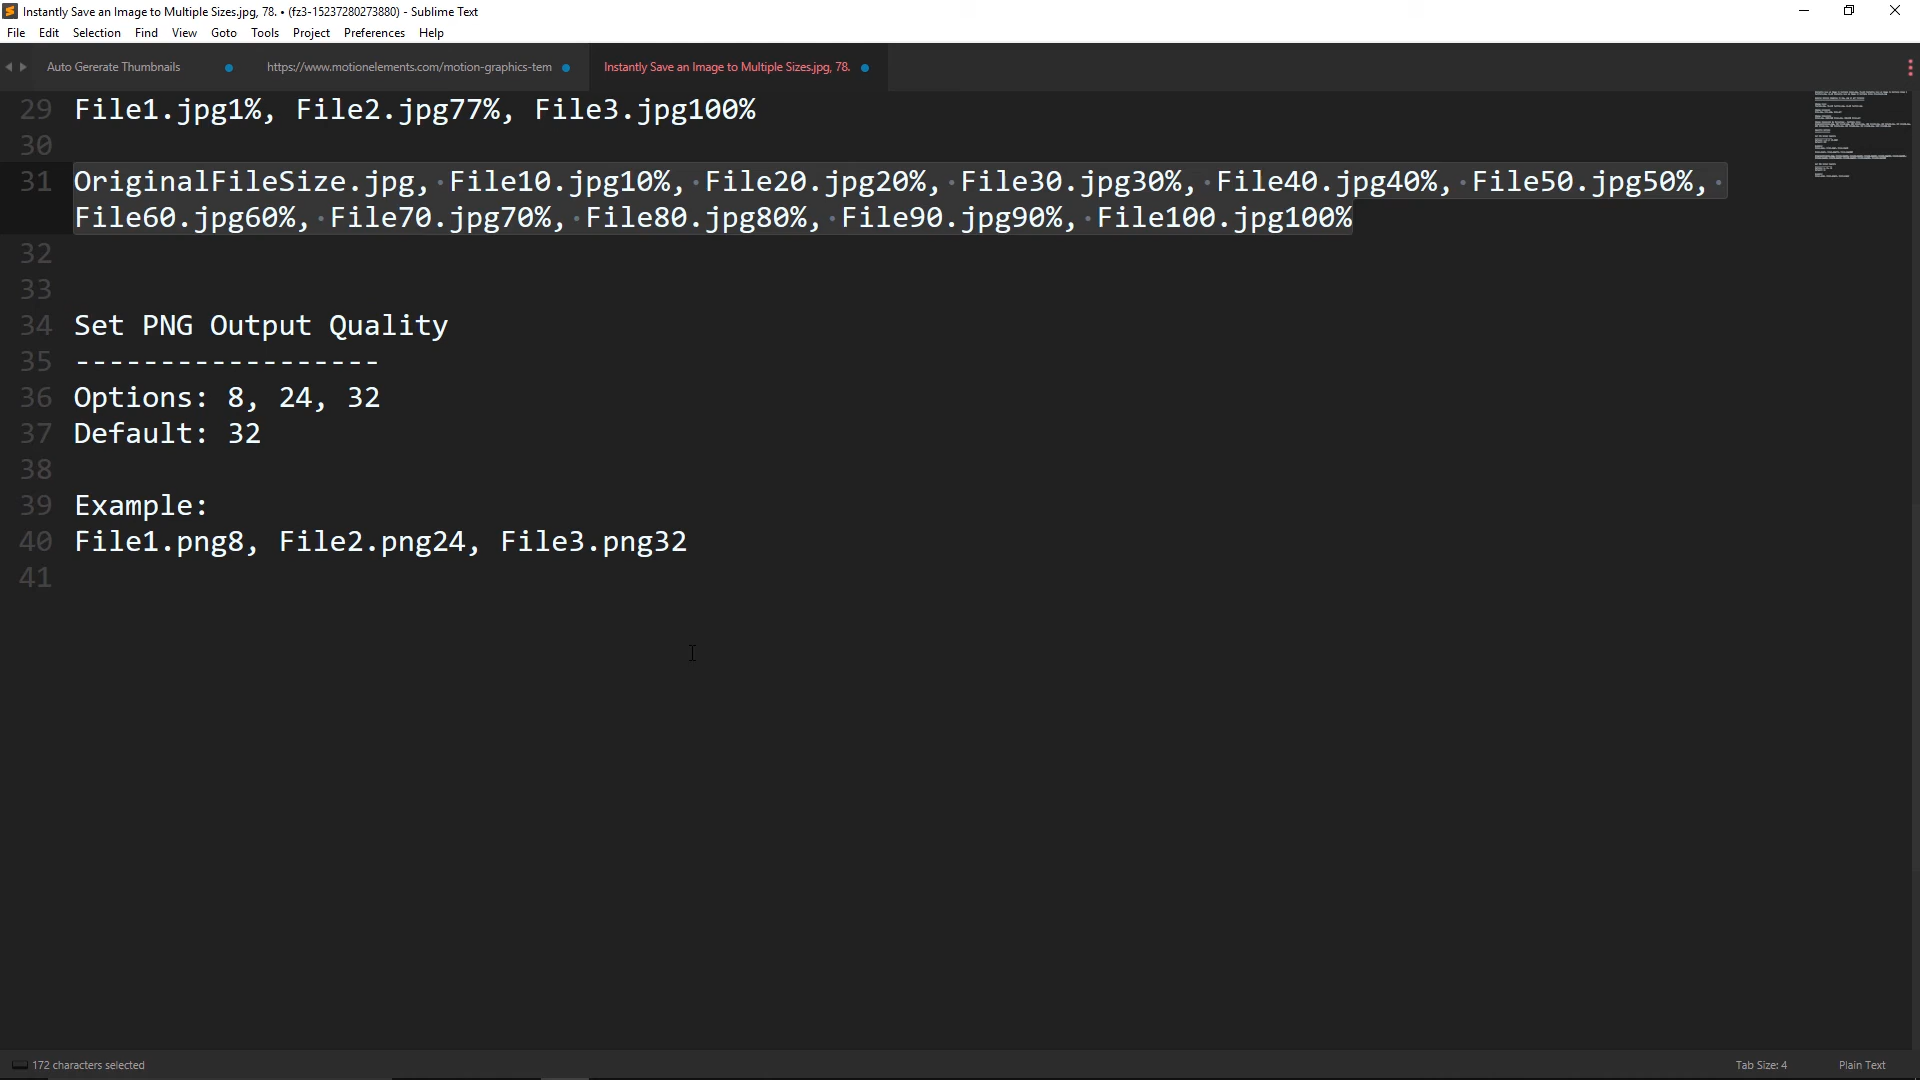 Instantly Save an Image to Multiple Sizes.jpg, 78. • (fz3-15237280273880) - Sublime Text
File Edit Selection Find View Goto Tools Project Preferences Help
Auto Gererate Thumbnails https://www.motionelements.com/motion-graphics-tem Instantly Save an Image to Multiple Sizes.jpg, 78.
29 File1.jpg1%, File2.jpg77%, File3.jpg100%
30
31 OriginalFileSize.jpg, File10.jpg10%, File20.jpg20%, File30.jpg30%, File40.jpg40%, File50.jpg50%,
File60.jpg60%, File70.jpg70%, File80.jpg80%, File90.jpg90%, File100.jpg100%
32
33
34 Set PNG Output Quality
35 ------------------
36 Options: 8, 24, 32
37 Default: 32
38
39 Example:
40 File1.png8, File2.png24, File3.png32
41
172 characters selected Tab Size: 4 Plain Text